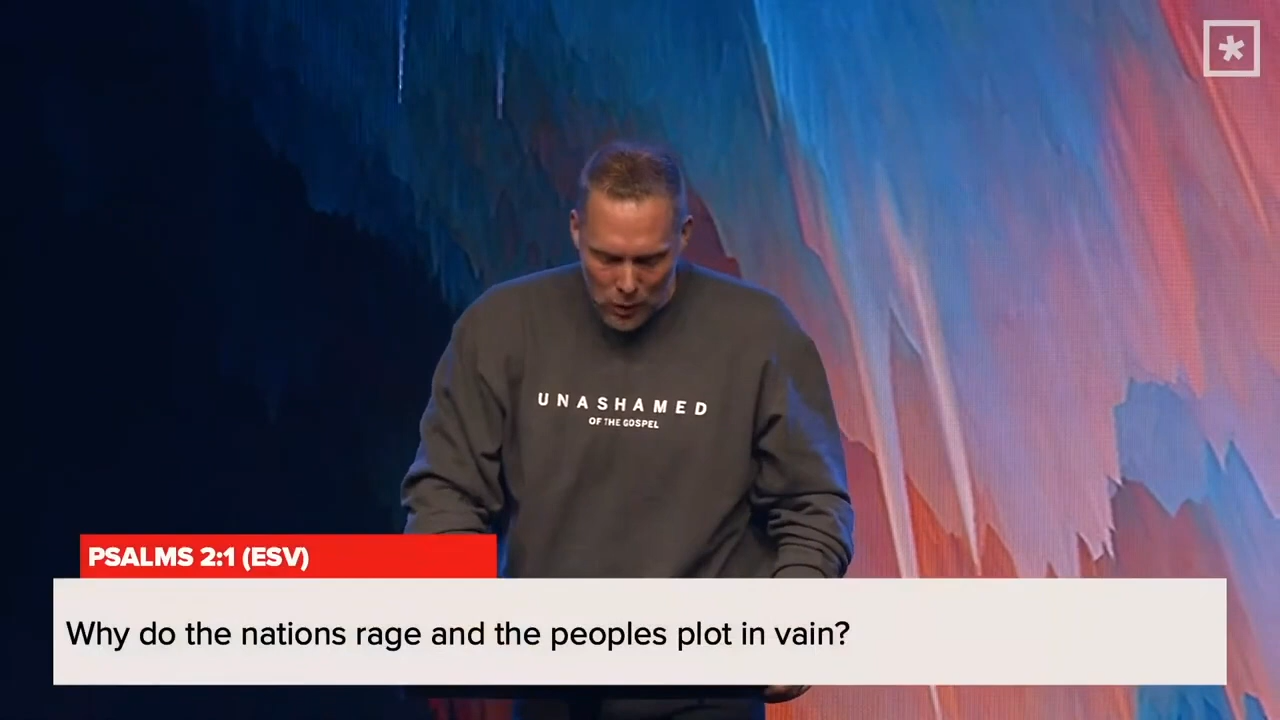 UNASHAMED
OF THE GOSPEL
PSALMS 2:1 (ESV)
Why do the nations rage and the peoples plot in vain?